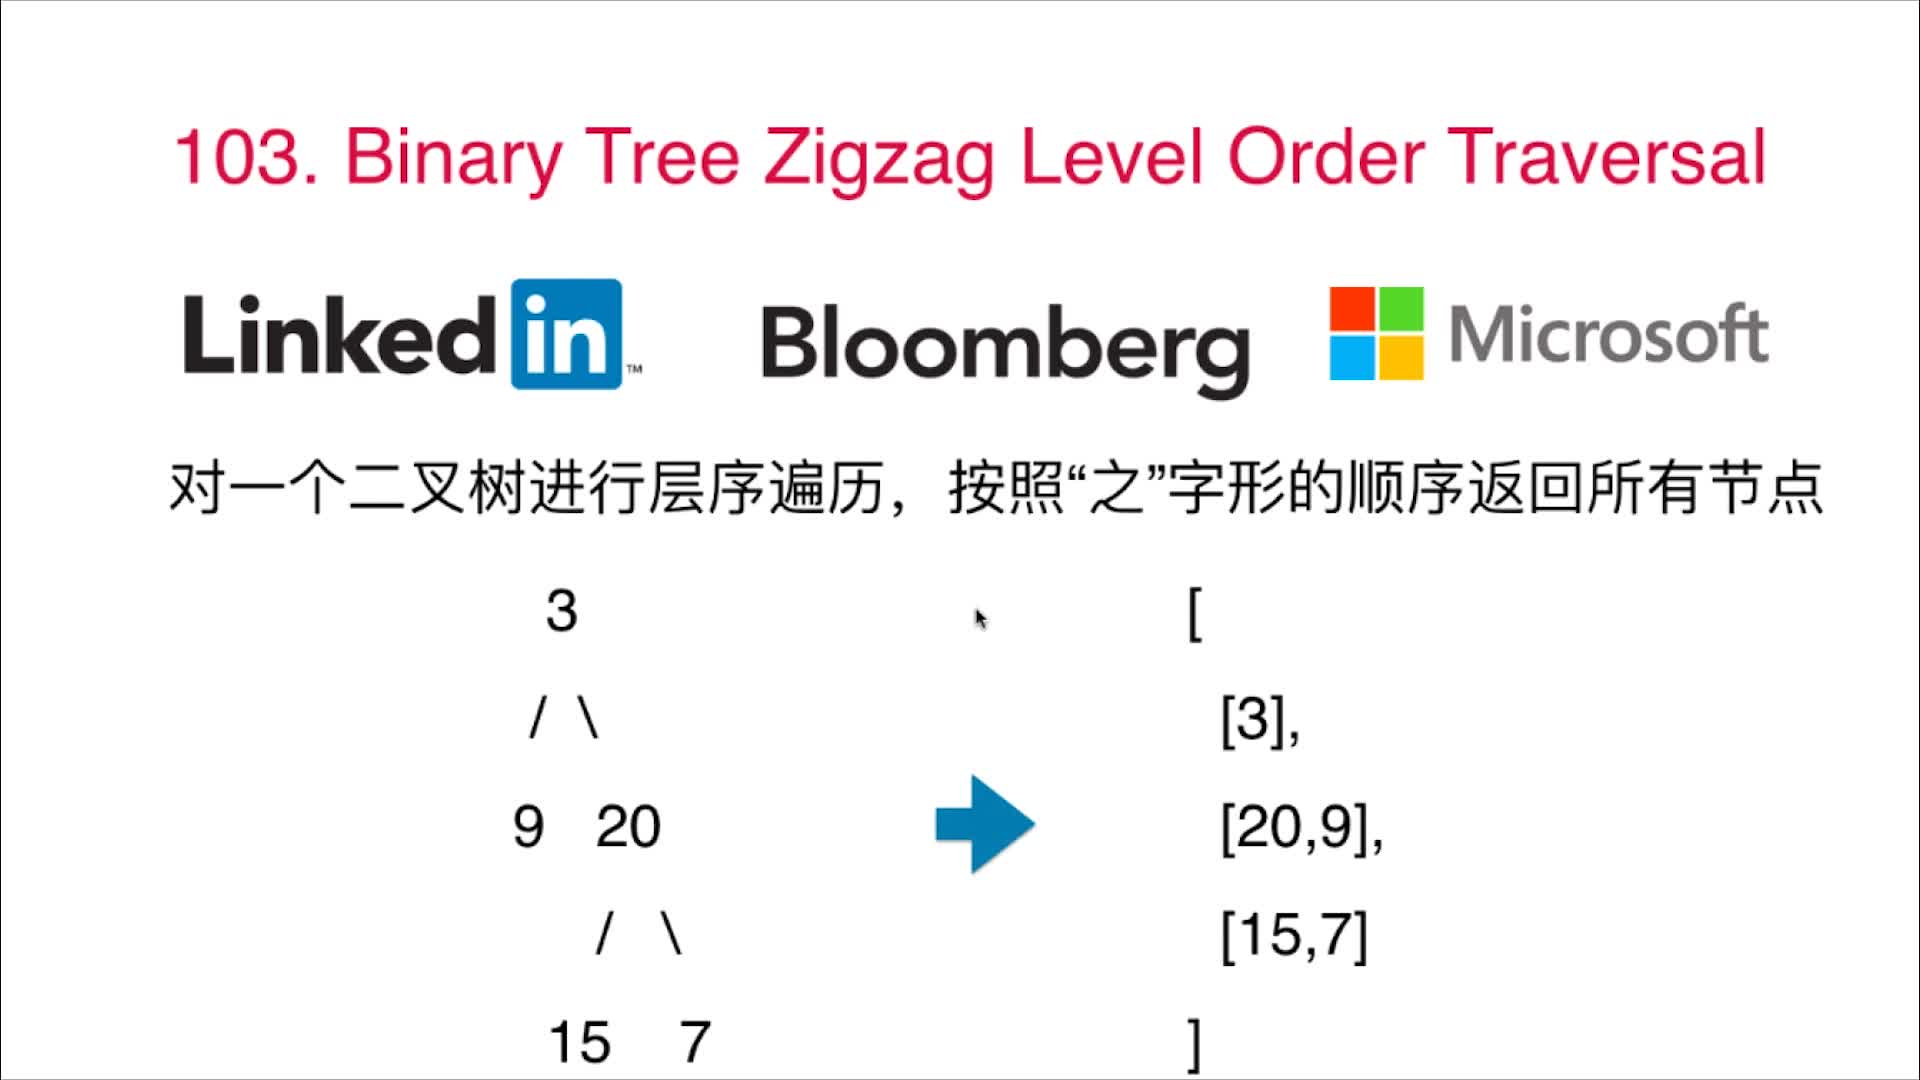 103. Binary Tree Zigzag Level Order Traversal
Linked in ™ Bloomberg Microsoft
对一个二叉树进行层序遍历，按照“之”字形的顺序返回所有节点
3 [
/ \ [3],
9 20 [20,9],
/ \ [15,7]
15 7 ]